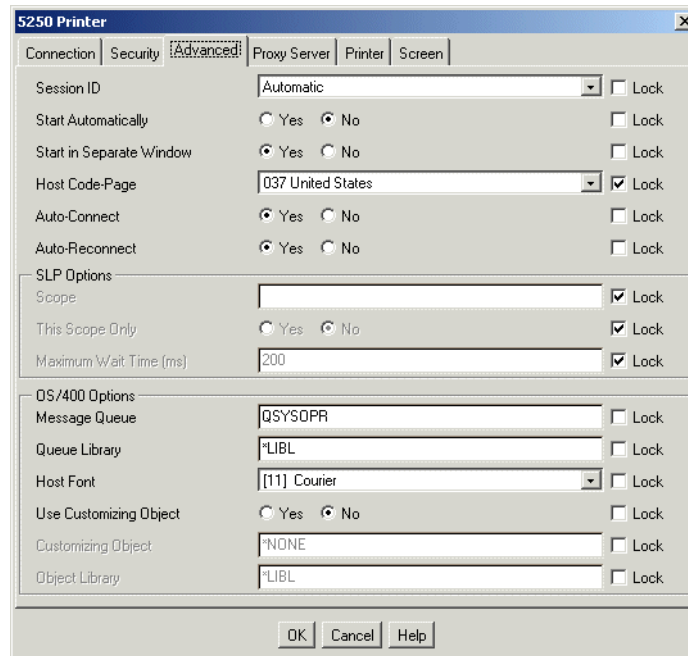 5250 Printer
Connection Security Advanced Proxy Server Printer Screen
Session ID Automatic Lock
Start Automatically Yes No Lock
Start in Separate Window Yes No Lock
Host Code-Page 037 United States Lock
Auto-Connect Yes No Lock
Auto-Reconnect Yes No Lock
SLP Options
Scope Lock
This Scope Only Yes No Lock
Maximum Wait Time (ms) 200 Lock
OS/400 Options
Message Queue QSYSOPR Lock
Queue Library *LIBL Lock
Host Font [11] Courier Lock
Use Customizing Object Yes No Lock
Customizing Object *NONE Lock
Object Library *LIBL Lock
OK Cancel Help